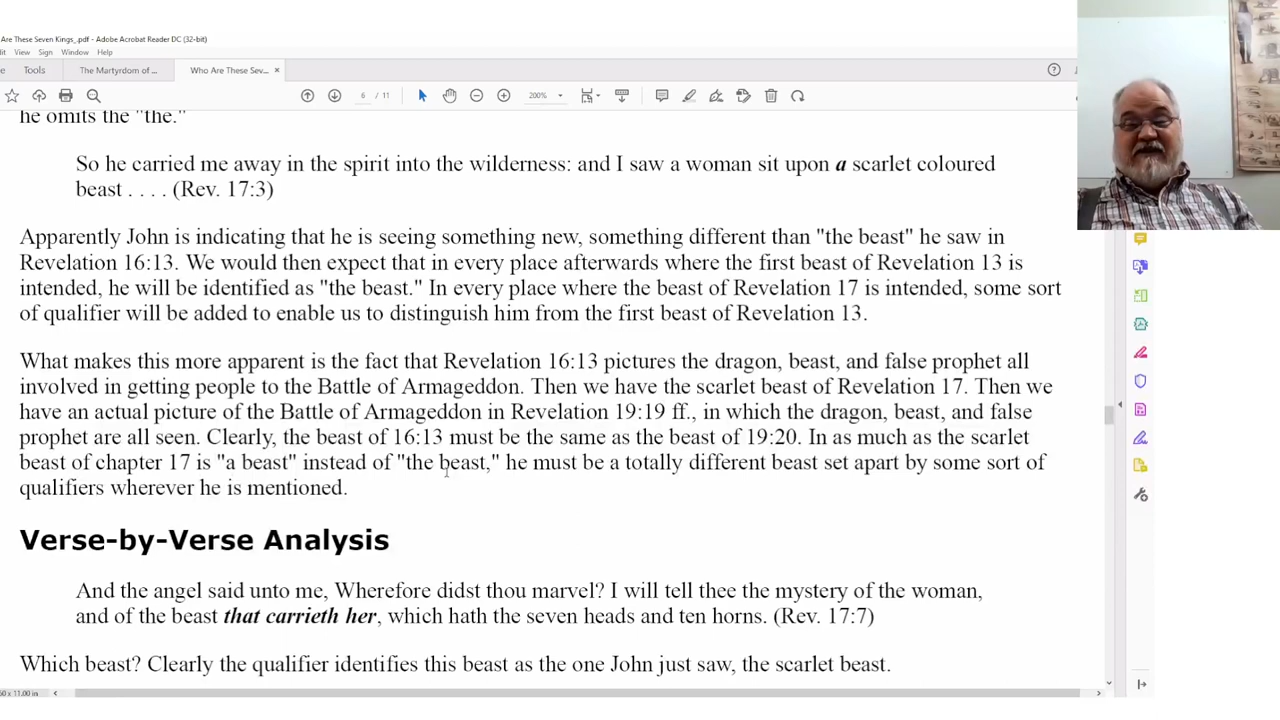 Are These Seven Kings_.pdf - Adobe Acrobat Reader DC (32-bit)
dit View Sign Window Help
e Tools The Martyrdom of ... Who Are These Sev... ×
6 / 11 200%
he omits the "the."
So he carried me away in the spirit into the wilderness: and I saw a woman sit upon a scarlet coloured
beast . . . . (Rev. 17:3)
Apparently John is indicating that he is seeing something new, something different than "the beast" he saw in
Revelation 16:13. We would then expect that in every place afterwards where the first beast of Revelation 13 is
intended, he will be identified as "the beast." In every place where the beast of Revelation 17 is intended, some sort
of qualifier will be added to enable us to distinguish him from the first beast of Revelation 13.
What makes this more apparent is the fact that Revelation 16:13 pictures the dragon, beast, and false prophet all
involved in getting people to the Battle of Armageddon. Then we have the scarlet beast of Revelation 17. Then we
have an actual picture of the Battle of Armageddon in Revelation 19:19 ff., in which the dragon, beast, and false
prophet are all seen. Clearly, the beast of 16:13 must be the same as the beast of 19:20. In as much as the scarlet
beast of chapter 17 is "a beast" instead of "the beast," he must be a totally different beast set apart by some sort of
qualifiers wherever he is mentioned.
Verse-by-Verse Analysis
And the angel said unto me, Wherefore didst thou marvel? I will tell thee the mystery of the woman,
and of the beast that carrieth her, which hath the seven heads and ten horns. (Rev. 17:7)
Which beast? Clearly the qualifier identifies this beast as the one John just saw, the scarlet beast.
50 x 11.00 in